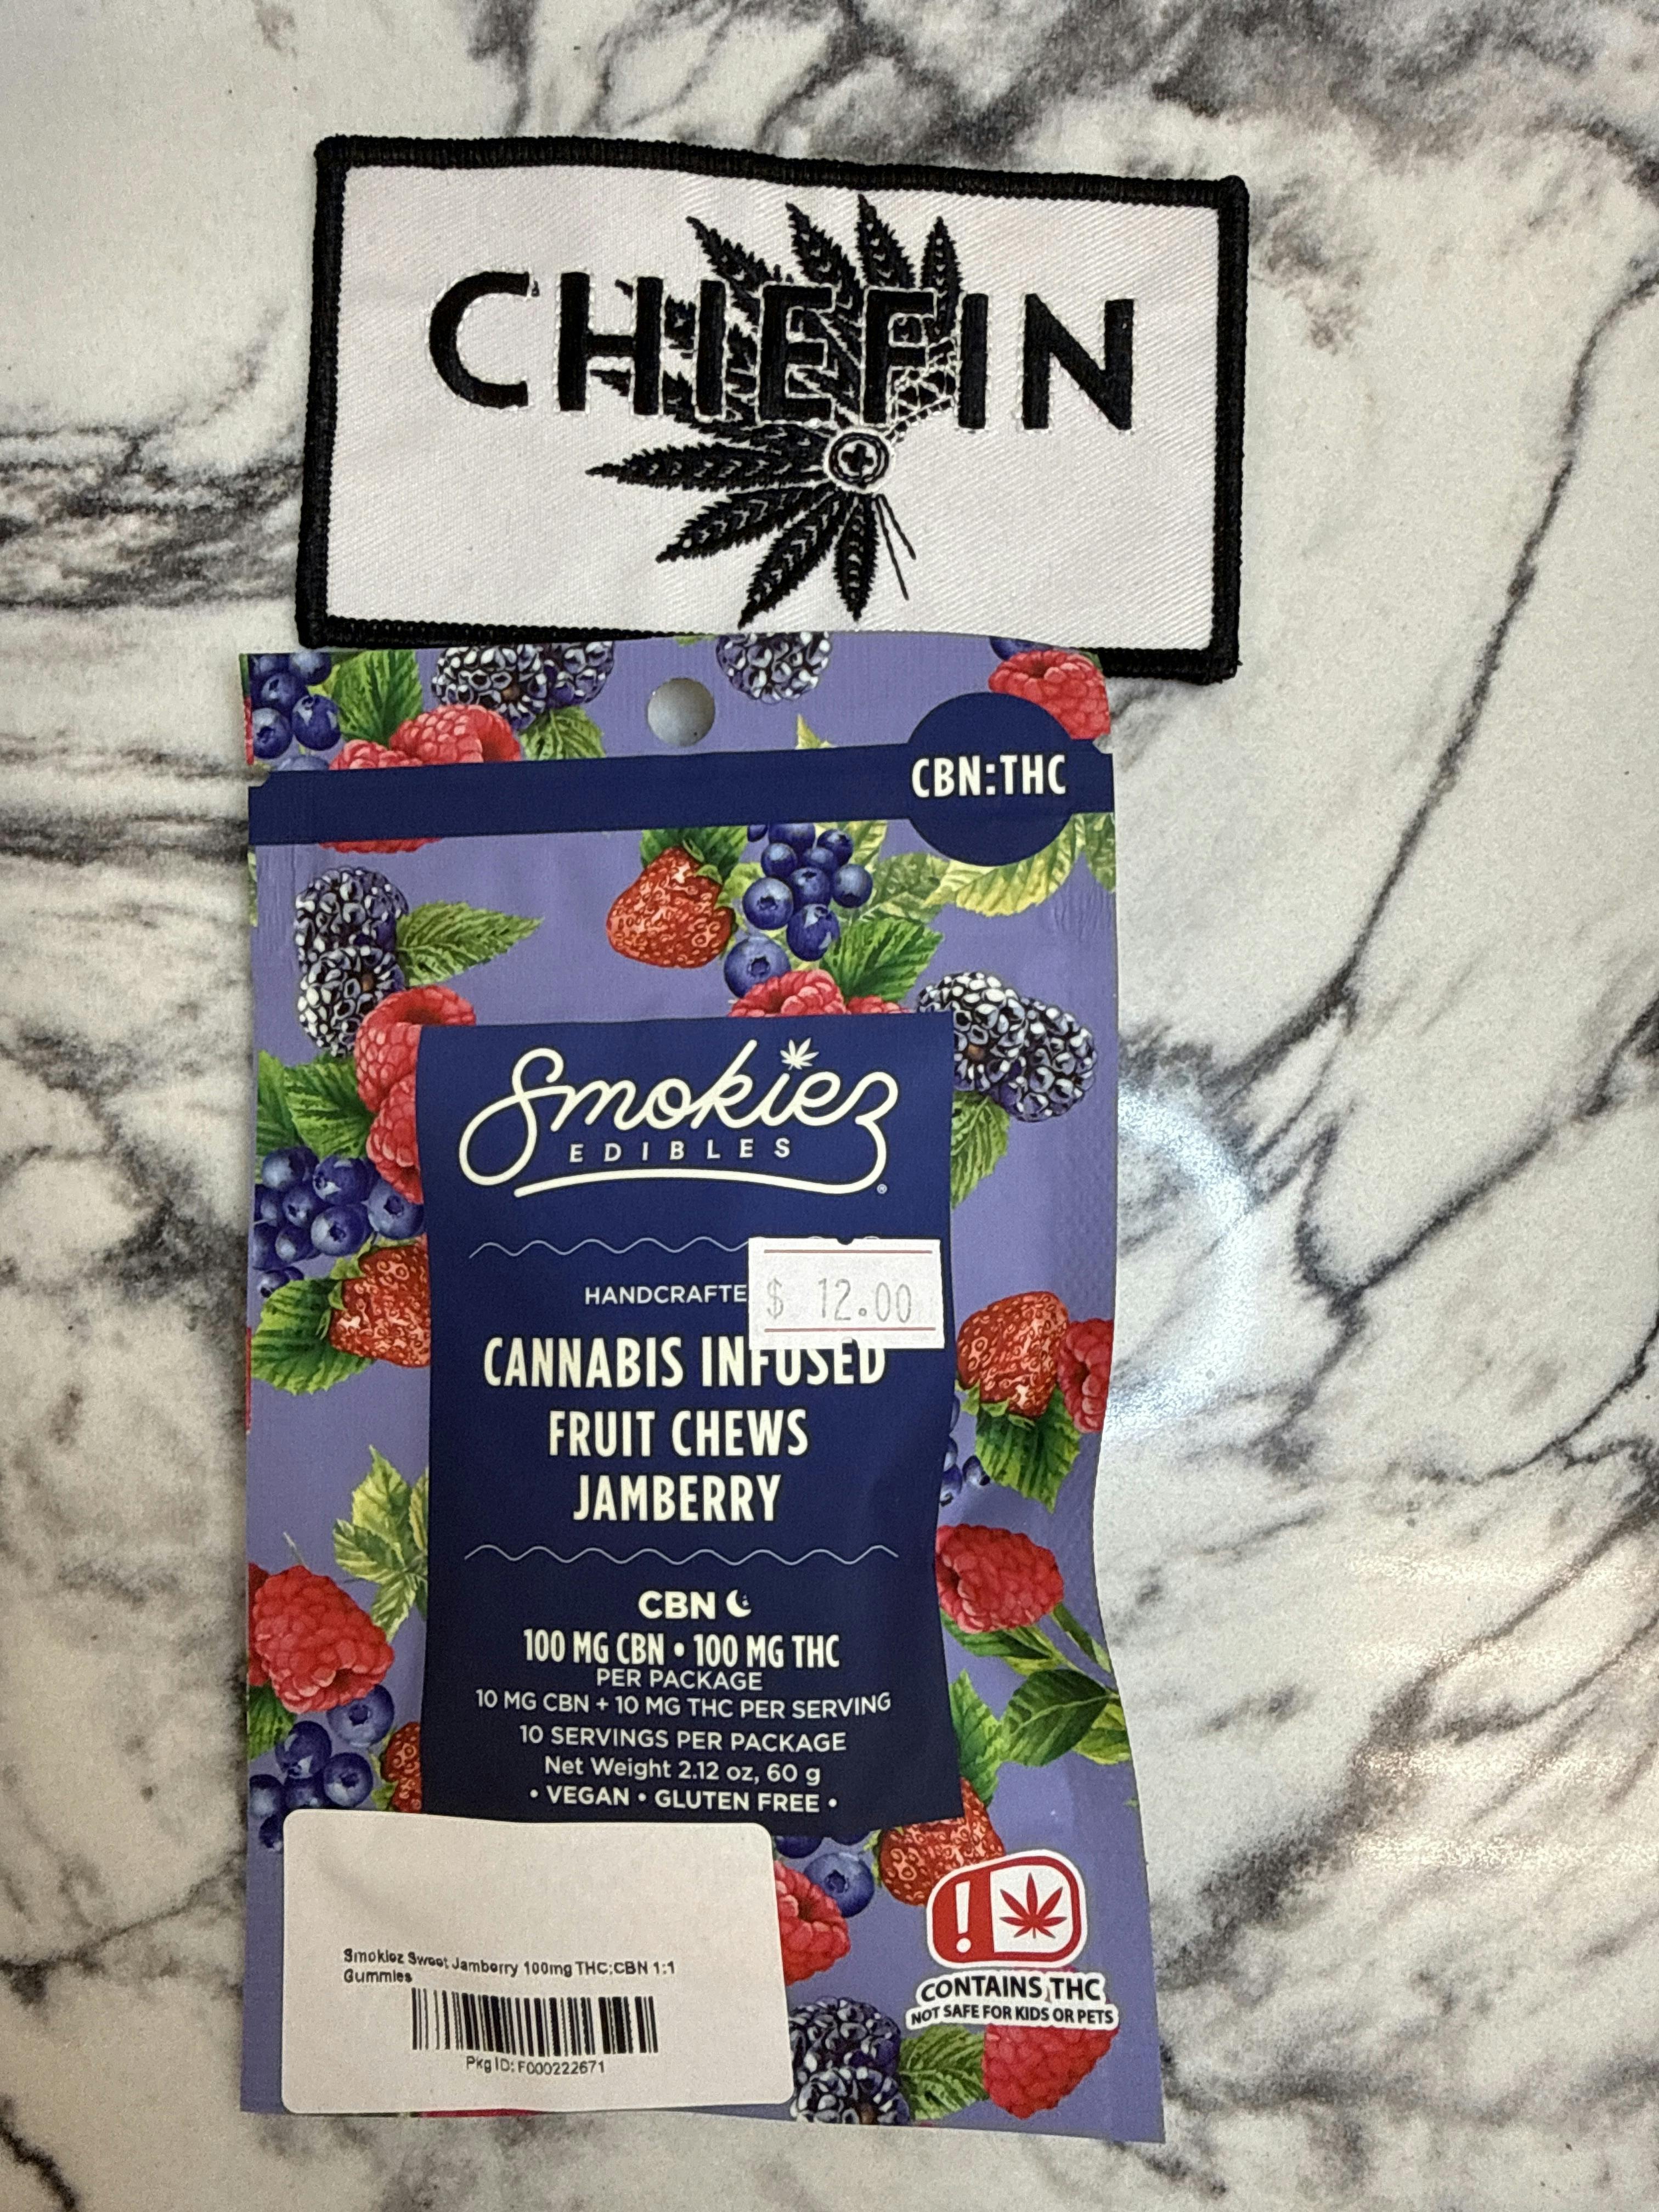 CHIEFIN
CBN:THC
Smokiez
EDIBLES
®
HANDCRAFTE
$ 12.00
CANNABIS INFUSED
FRUIT CHEWS
JAMBERRY
CBN
100 MG CBN • 100 MG THC
PER PACKAGE
10 MG CBN + 10 MG THC PER SERVING
10 SERVINGS PER PACKAGE
Net Weight 2.12 oz, 60 g
• VEGAN • GLUTEN FREE •
Smokiez Sweet Jamberry 100mg THC:CBN 1:1
Gummies
Pkg ID: F000222671
!
CONTAINS THC
NOT SAFE FOR KIDS OR PETS